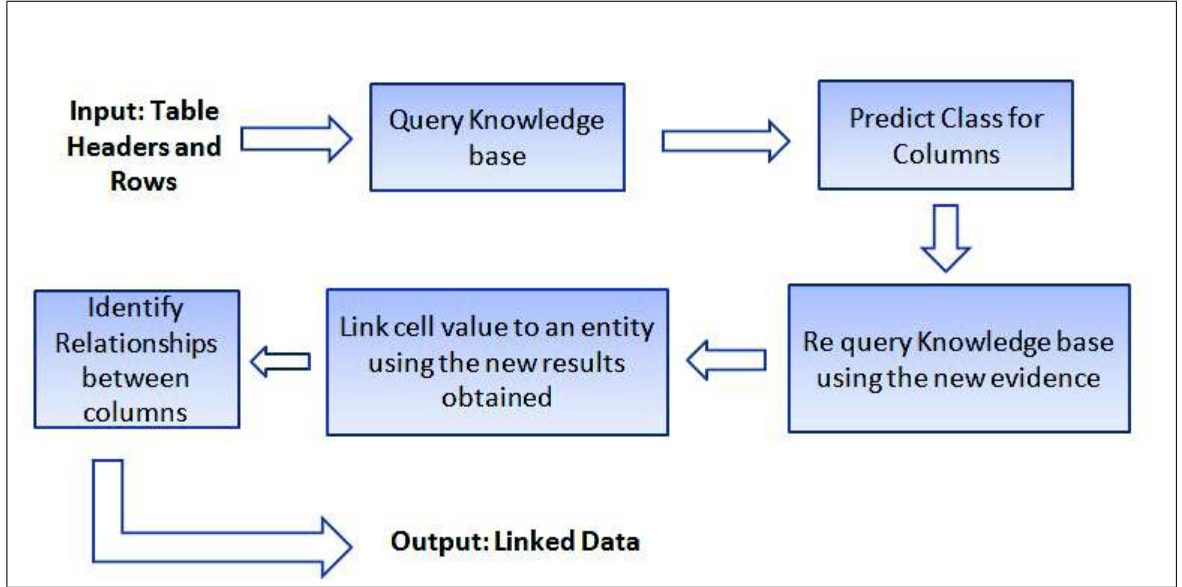 Input: Table
Headers and
Rows
Query Knowledge
base
Predict Class for
Columns
Re query Knowledge base
using the new evidence
Link cell value to an entity
using the new results
obtained
Identify
Relationships
between
columns
Output: Linked Data